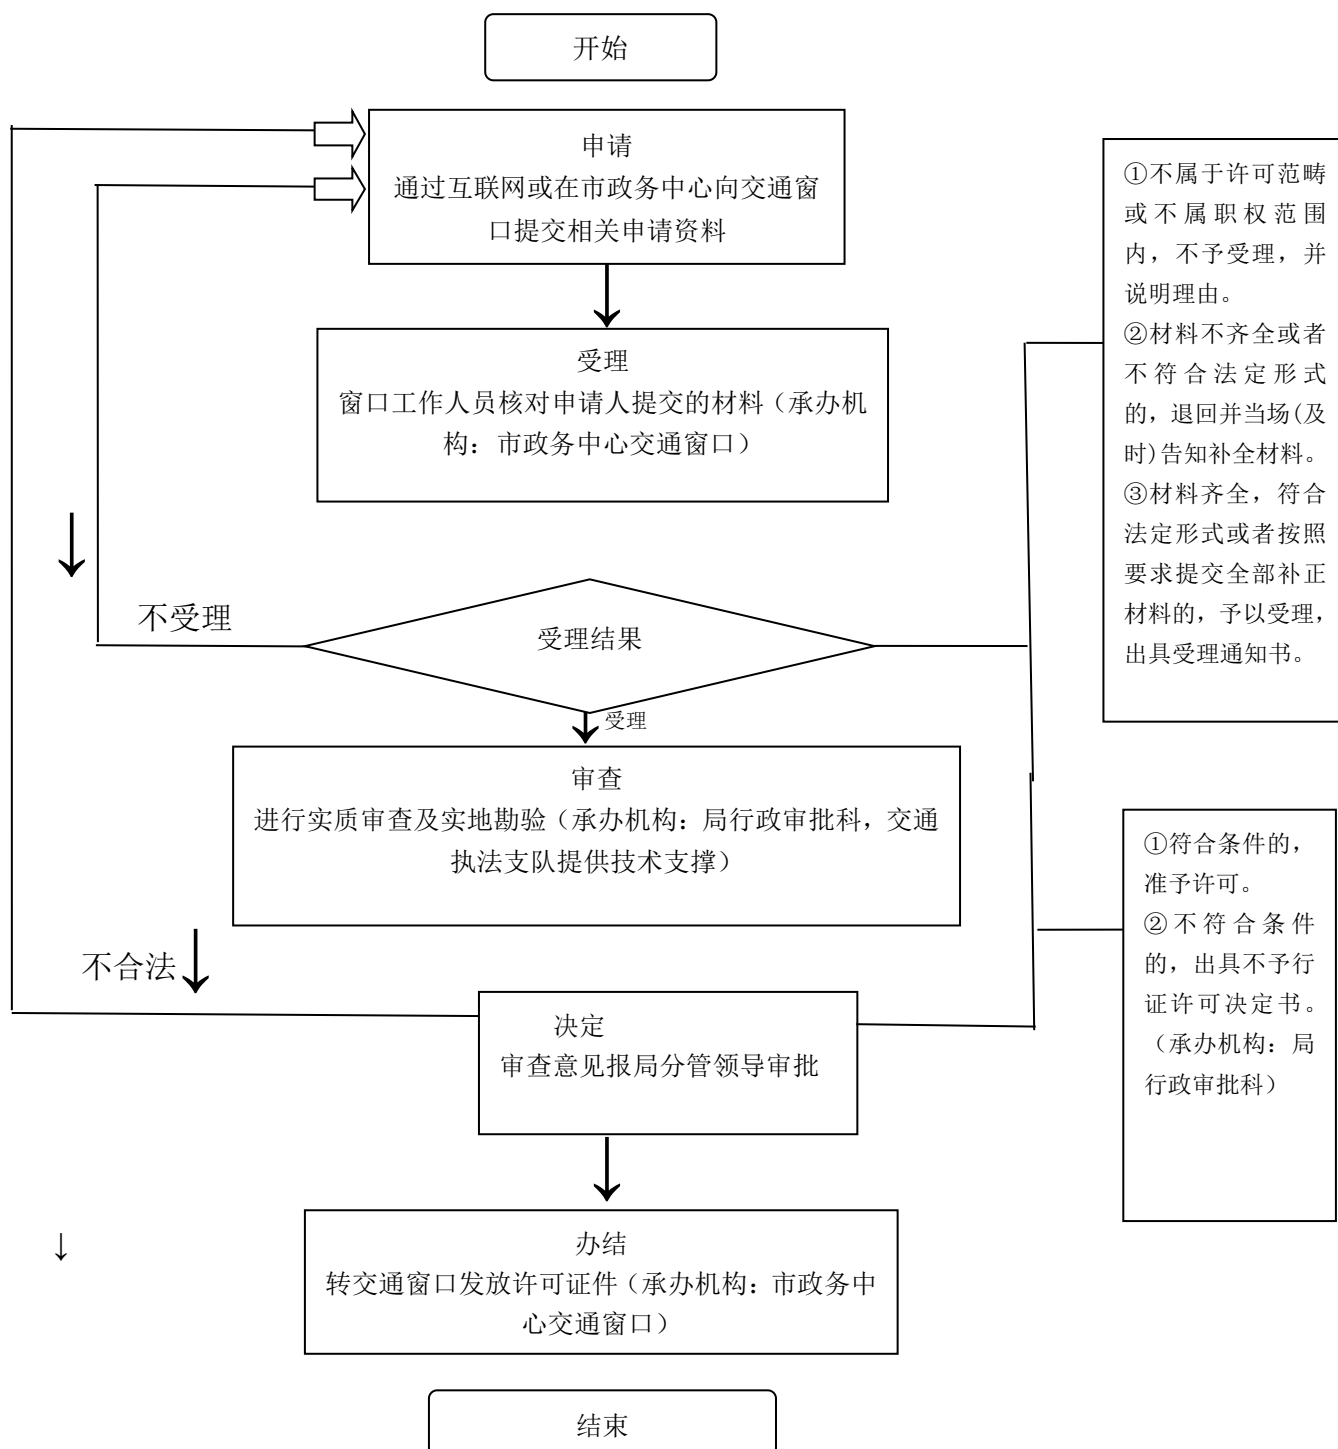 开始
申请
通过互联网或在市政务中心向交通窗
口提交相关申请资料
受理
窗口工作人员核对申请人提交的材料（承办机
构：市政务中心交通窗口）
不受理
受理结果
受理
审查
进行实质审查及实地勘验（承办机构：局行政审批科，交通
执法支队提供技术支撑）
不合法
决定
审查意见报局分管领导审批
办结
转交通窗口发放许可证件（承办机构：市政务中
心交通窗口）
结束
①不属于许可范畴
或不属职权范围
内，不予受理，并
说明理由。
②材料不齐全或者
不符合法定形式
的，退回并当场(及
时)告知补全材料。
③材料齐全，符合
法定形式或者按照
要求提交全部补正
材料的，予以受理，
出具受理通知书。
①符合条件的，
准予许可。
②不符合条件
的，出具不予行
证许可决定书。
（承办机构：局
行政审批科）